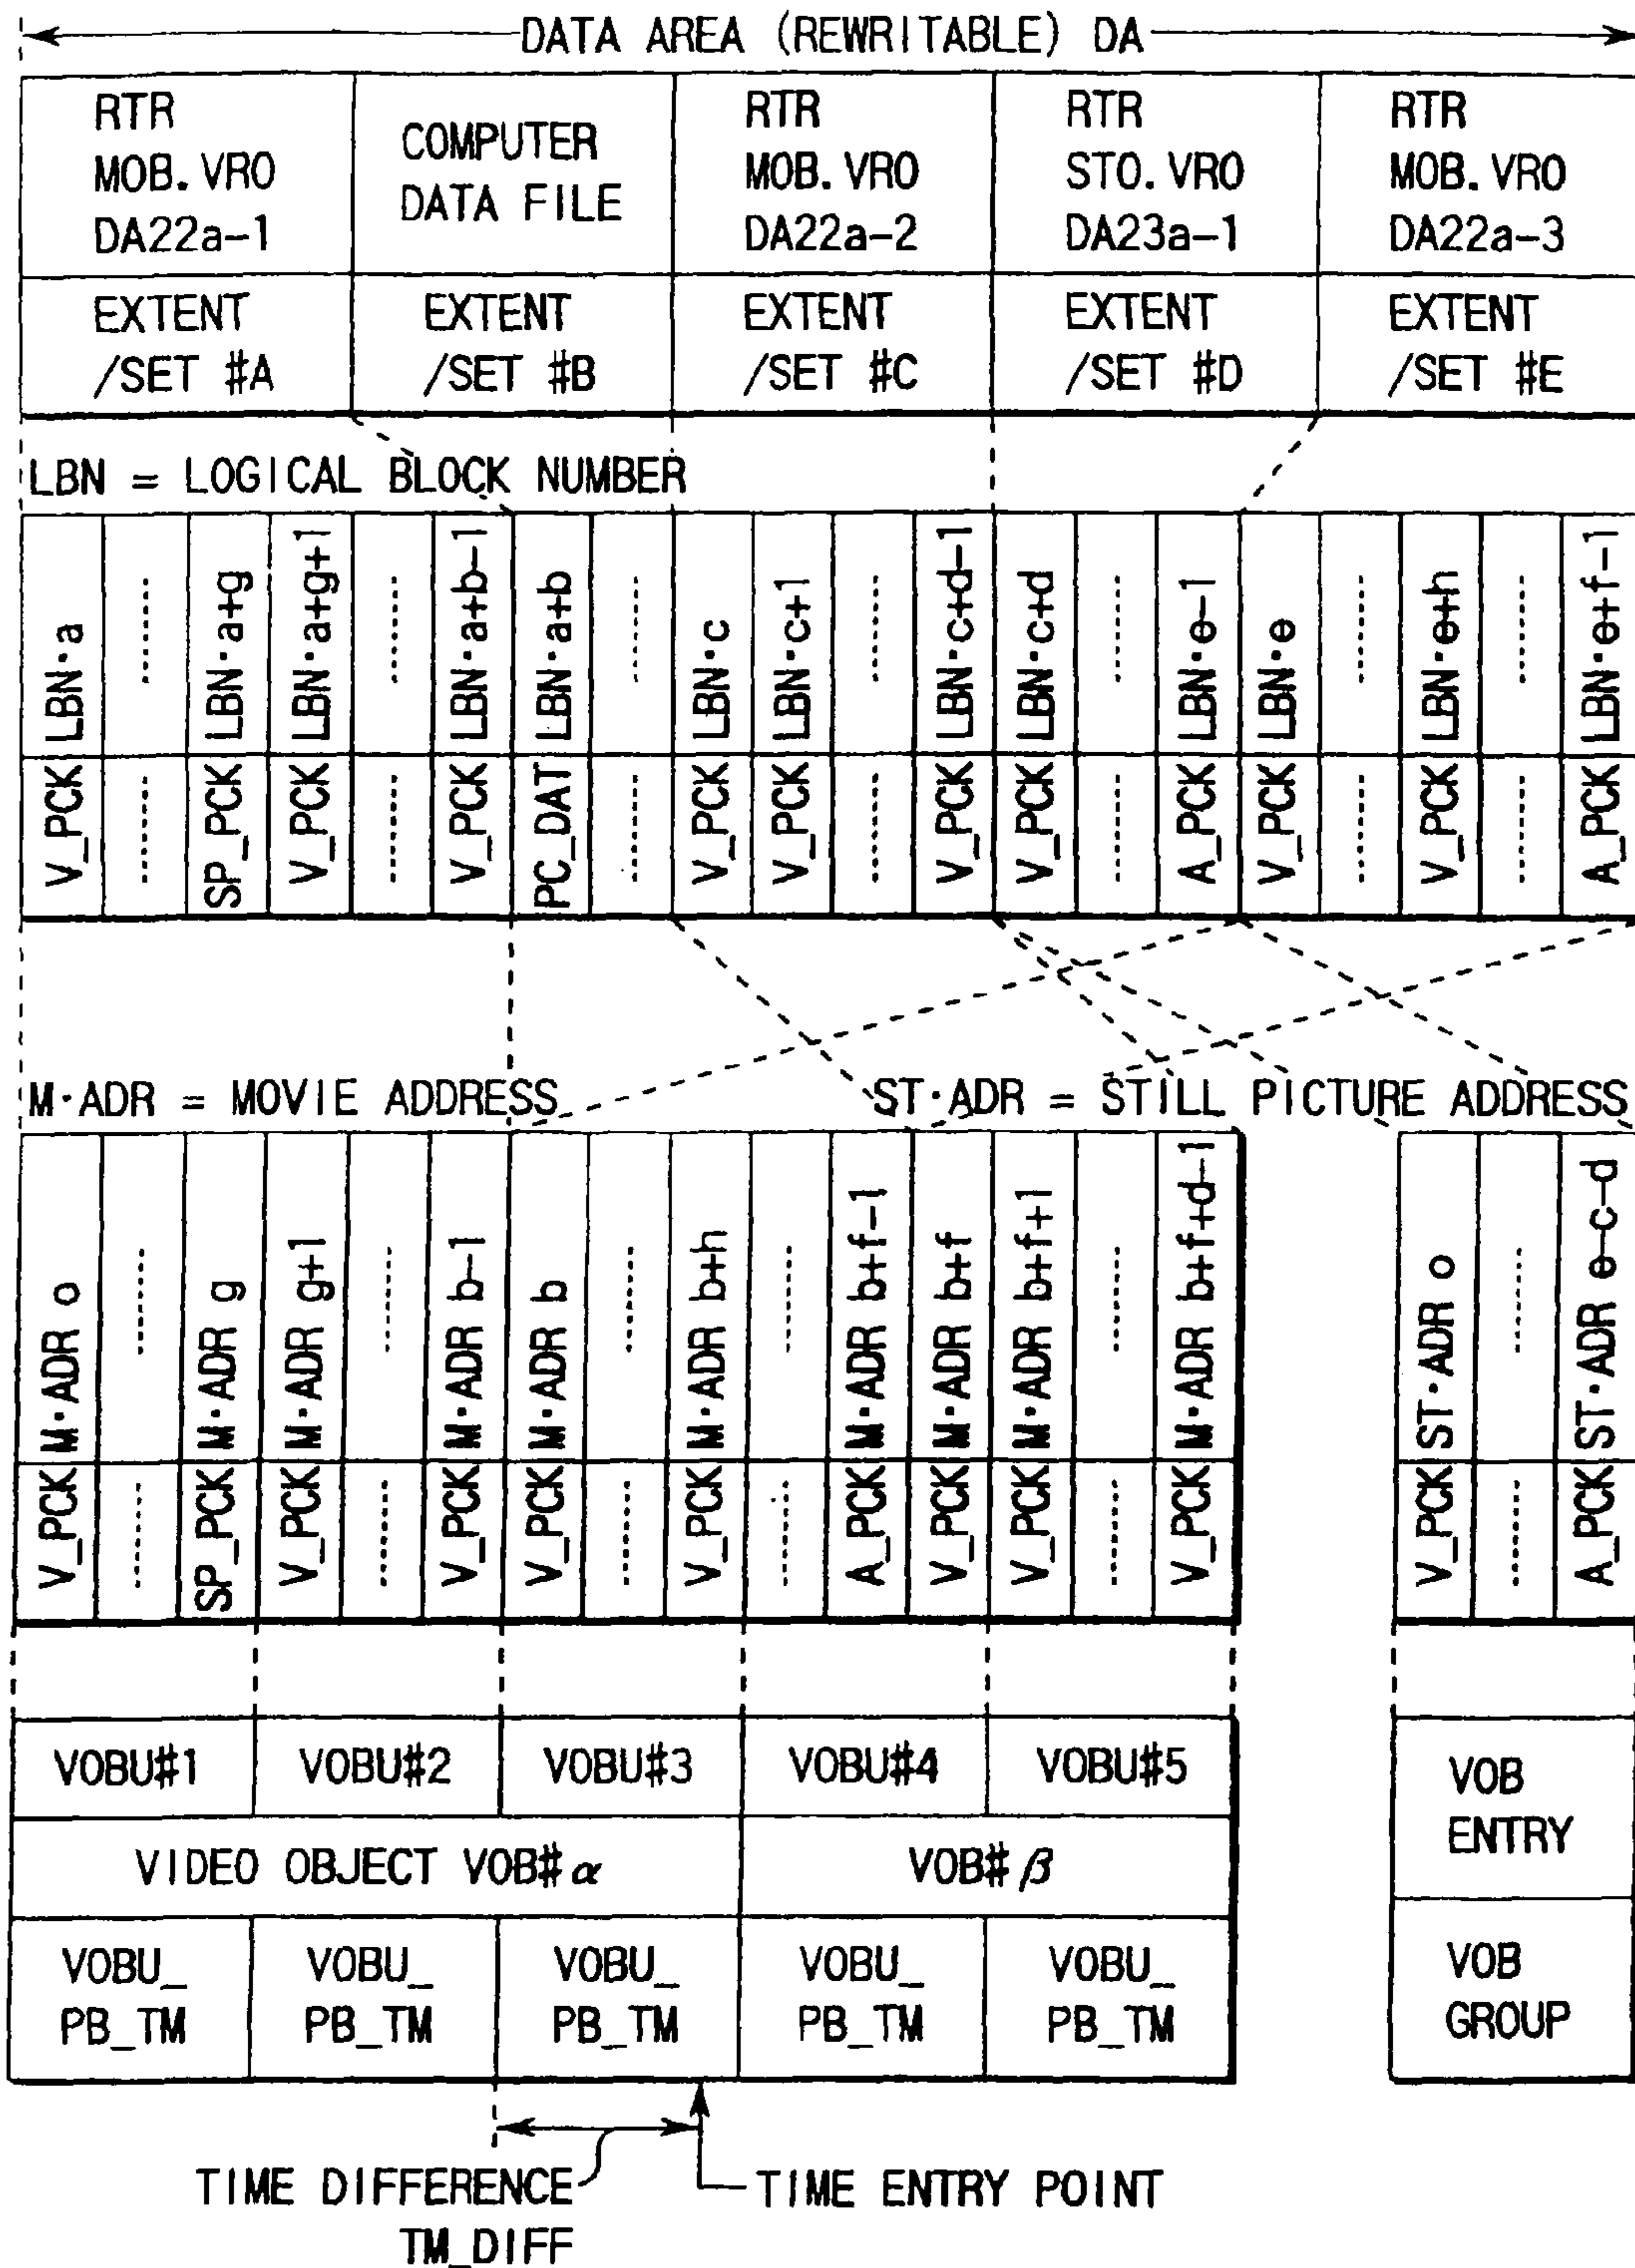 DATA AREA (REWRITABLE) DA
RTR
MOB.VRO
DA22a-1
COMPUTER
DATA FILE
RTR
MOB.VRO
DA22a-2
RTR
STO.VRO
DA23a-1
RTR
MOB.VRO
DA22a-3
EXTENT
/SET #A
EXTENT
/SET #B
EXTENT
/SET #C
EXTENT
/SET #D
EXTENT
/SET #E
LBN = LOGICAL BLOCK NUMBER
LBN·a
LBN·a+g
LBN·a+g+1
LBN·a+b-1
LBN·a+b
LBN·c
LBN·c+1
LBN·c+d-1
LBN·c+d
LBN·e-1
LBN·e
LBN·e+h
LBN·e+f-1
V_PCK
SP_PCK
V_PCK
V_PCK
PC_DAT
V_PCK
V_PCK
V_PCK
V_PCK
A_PCK
V_PCK
V_PCK
A_PCK
M·ADR = MOVIE ADDRESS
ST·ADR = STILL PICTURE ADDRESS
M·ADR o
M·ADR g
M·ADR g+1
M·ADR b-1
M·ADR b
M·ADR b+h
M·ADR b+f-1
M·ADR b+f
M·ADR b+f+1
M·ADR b+f+d-1
ST·ADR o
ST·ADR e-c-d
V_PCK
SP_PCK
V_PCK
V_PCK
V_PCK
V_PCK
A_PCK
V_PCK
V_PCK
V_PCK
V_PCK
A_PCK
VOBU#1
VOBU#2
VOBU#3
VOBU#4
VOBU#5
VOB
ENTRY
VIDEO OBJECT VOB#α
VOB#β
VOBU_
PB_TM
VOBU_
PB_TM
VOBU_
PB_TM
VOBU_
PB_TM
VOBU_
PB_TM
VOB
GROUP
TIME DIFFERENCE
TM_DIFF
TIME ENTRY POINT